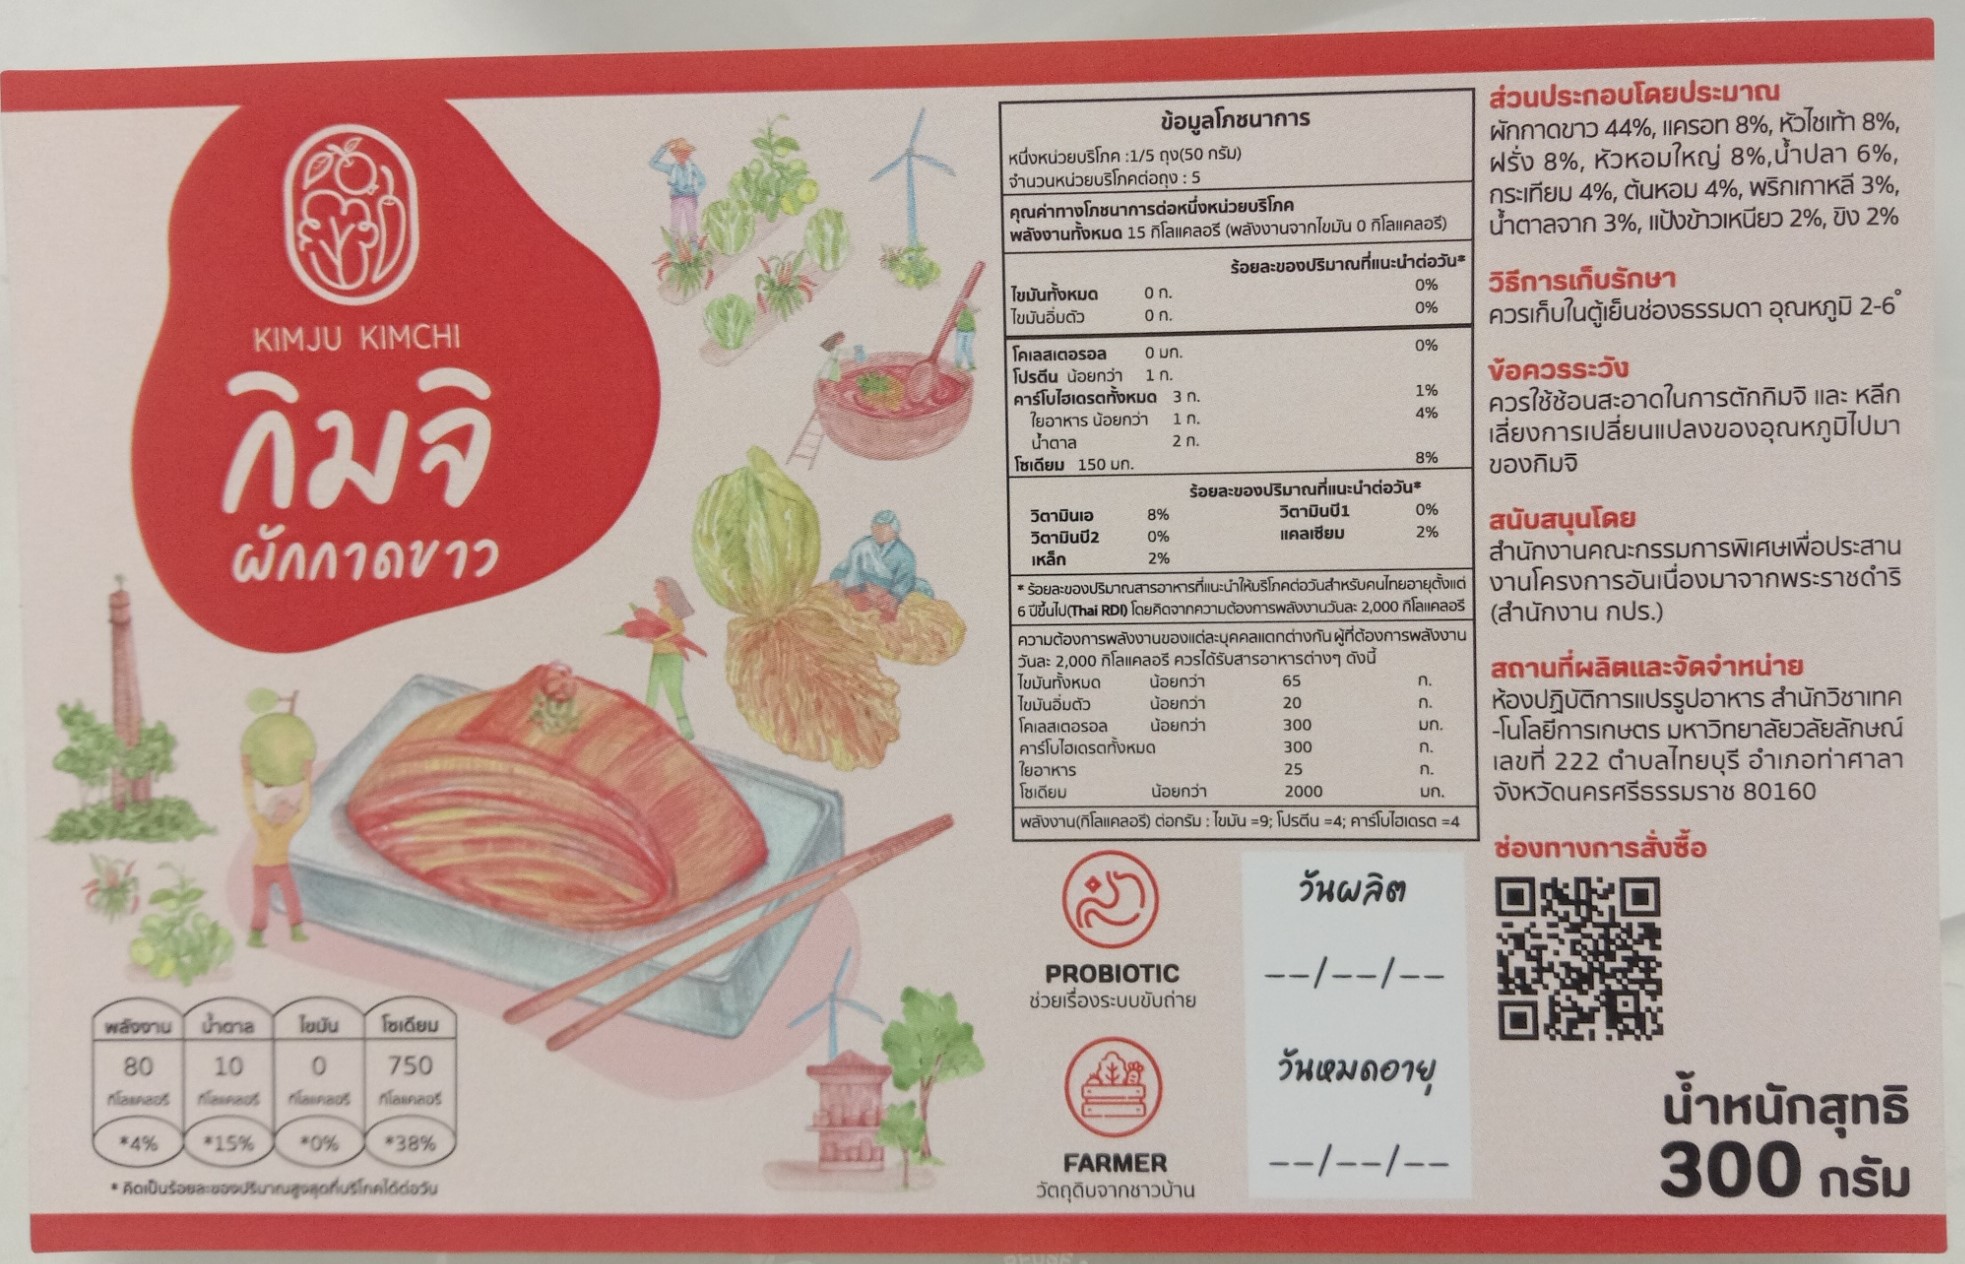 KIMJU KIMCHI
กิมจิ
ผักกาดขาว
พลังงาน น้ำตาล ไขมัน โซเดียม
80 10 0 750
กิโลแคลอรี กิโลแคลอรี กิโลแคลอรี กิโลแคลอรี
*4% *15% *0% *38%
* คิดเป็นร้อยละของปริมาณสูงสุดที่บริโภคได้ต่อวัน
ข้อมูลโภชนาการ
หนึ่งหน่วยบริโภค :1/5 ถุง(50 กรัม)
จำนวนหน่วยบริโภคต่อถุง : 5
คุณค่าทางโภชนาการต่อหนึ่งหน่วยบริโภค
พลังงานทั้งหมด 15 กิโลแคลอรี (พลังงานจากไขมัน 0 กิโลแคลอรี)
ร้อยละของปริมาณที่แนะนำต่อวัน*
ไขมันทั้งหมด 0 ก. 0%
ไขมันอิ่มตัว 0 ก. 0%
โคเลสเตอรอล 0 มก. 0%
โปรตีน น้อยกว่า 1 ก.
คาร์โบไฮเดรตทั้งหมด 3 ก. 1%
ใยอาหาร น้อยกว่า 1 ก. 4%
น้ำตาล 2 ก.
โซเดียม 150 มก. 8%
ร้อยละของปริมาณที่แนะนำต่อวัน*
วิตามินเอ 8% วิตามินบี1 0%
วิตามินบี2 0% แคลเซียม 2%
เหล็ก 2%
* ร้อยละของปริมาณสารอาหารที่แนะนำให้บริโภคต่อวันสำหรับคนไทยอายุตั้งแต่
6 ปีขึ้นไป(Thai RDI) โดยคิดจากความต้องการพลังงานวันละ 2,000 กิโลแคลอรี
ความต้องการพลังงานของแต่ละบุคคลแตกต่างกัน ผู้ที่ต้องการพลังงาน
วันละ 2,000 กิโลแคลอรี ควรได้รับสารอาหารต่างๆ ดังนี้
ไขมันทั้งหมด น้อยกว่า 65 ก.
ไขมันอิ่มตัว น้อยกว่า 20 ก.
โคเลสเตอรอล น้อยกว่า 300 มก.
คาร์โบไฮเดรตทั้งหมด 300 ก.
ใยอาหาร 25 ก.
โซเดียม น้อยกว่า 2000 มก.
พลังงาน(กิโลแคลอรี) ต่อกรัม : ไขมัน =9; โปรตีน =4; คาร์โบไฮเดรต =4
PROBIOTIC
ช่วยเรื่องระบบขับถ่าย
FARMER
วัตถุดิบจากชาวบ้าน
วันผลิต
--/--/--
วันหมดอายุ
--/--/--
ส่วนประกอบโดยประมาณ
ผักกาดขาว 44%, แครอท 8%, หัวไชเท้า 8%,
ฝรั่ง 8%, หัวหอมใหญ่ 8%,น้ำปลา 6%,
กระเทียม 4%, ต้นหอม 4%, พริกเกาหลี 3%,
น้ำตาลจาก 3%, แป้งข้าวเหนียว 2%, ขิง 2%
วิธีการเก็บรักษา
ควรเก็บในตู้เย็นช่องธรรมดา อุณหภูมิ 2-6°
ข้อควรระวัง
ควรใช้ช้อนสะอาดในการตักกิมจิ และ หลีก
เลี่ยงการเปลี่ยนแปลงของอุณหภูมิไปมา
ของกิมจิ
สนับสนุนโดย
สำนักงานคณะกรรมการพิเศษเพื่อประสาน
งานโครงการอันเนื่องมาจากพระราชดำริ
(สำนักงาน กปร.)
สถานที่ผลิตและจัดจำหน่าย
ห้องปฏิบัติการแปรรูปอาหาร สำนักวิชาเทค
-โนโลยีการเกษตร มหาวิทยาลัยวลัยลักษณ์
เลขที่ 222 ตำบลไทยบุรี อำเภอท่าศาลา
จังหวัดนครศรีธรรมราช 80160
ช่องทางการสั่งซื้อ
น้ำหนักสุทธิ
300 กรัม